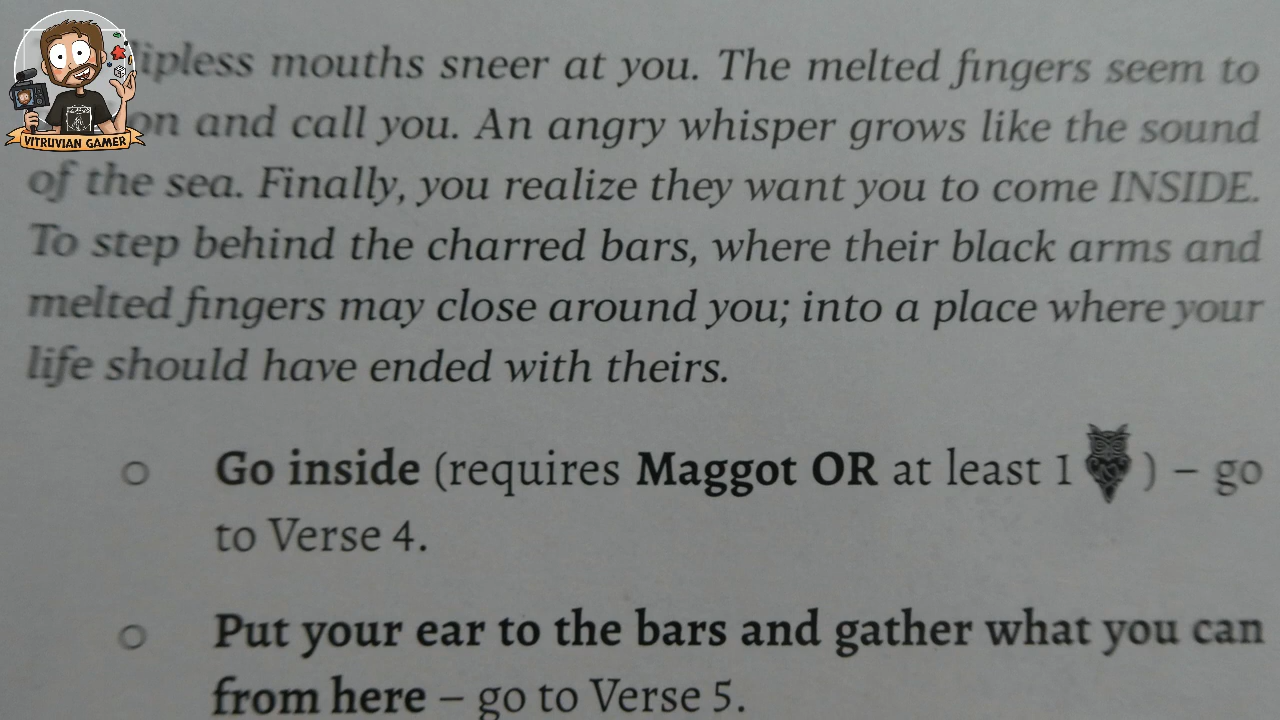 lipless mouths sneer at you. The melted fingers seem to
on and call you. An angry whisper grows like the sound
VITRUVIAN GAMER
of the sea. Finally, you realize they want you to come INSIDE.
To step behind the charred bars, where their black arms and
melted fingers may close around you; into a place where your
life should have ended with theirs.
○ Go inside (requires Maggot OR at least 1 ) – go
to Verse 4.
○ Put your ear to the bars and gather what you can
from here – go to Verse 5.